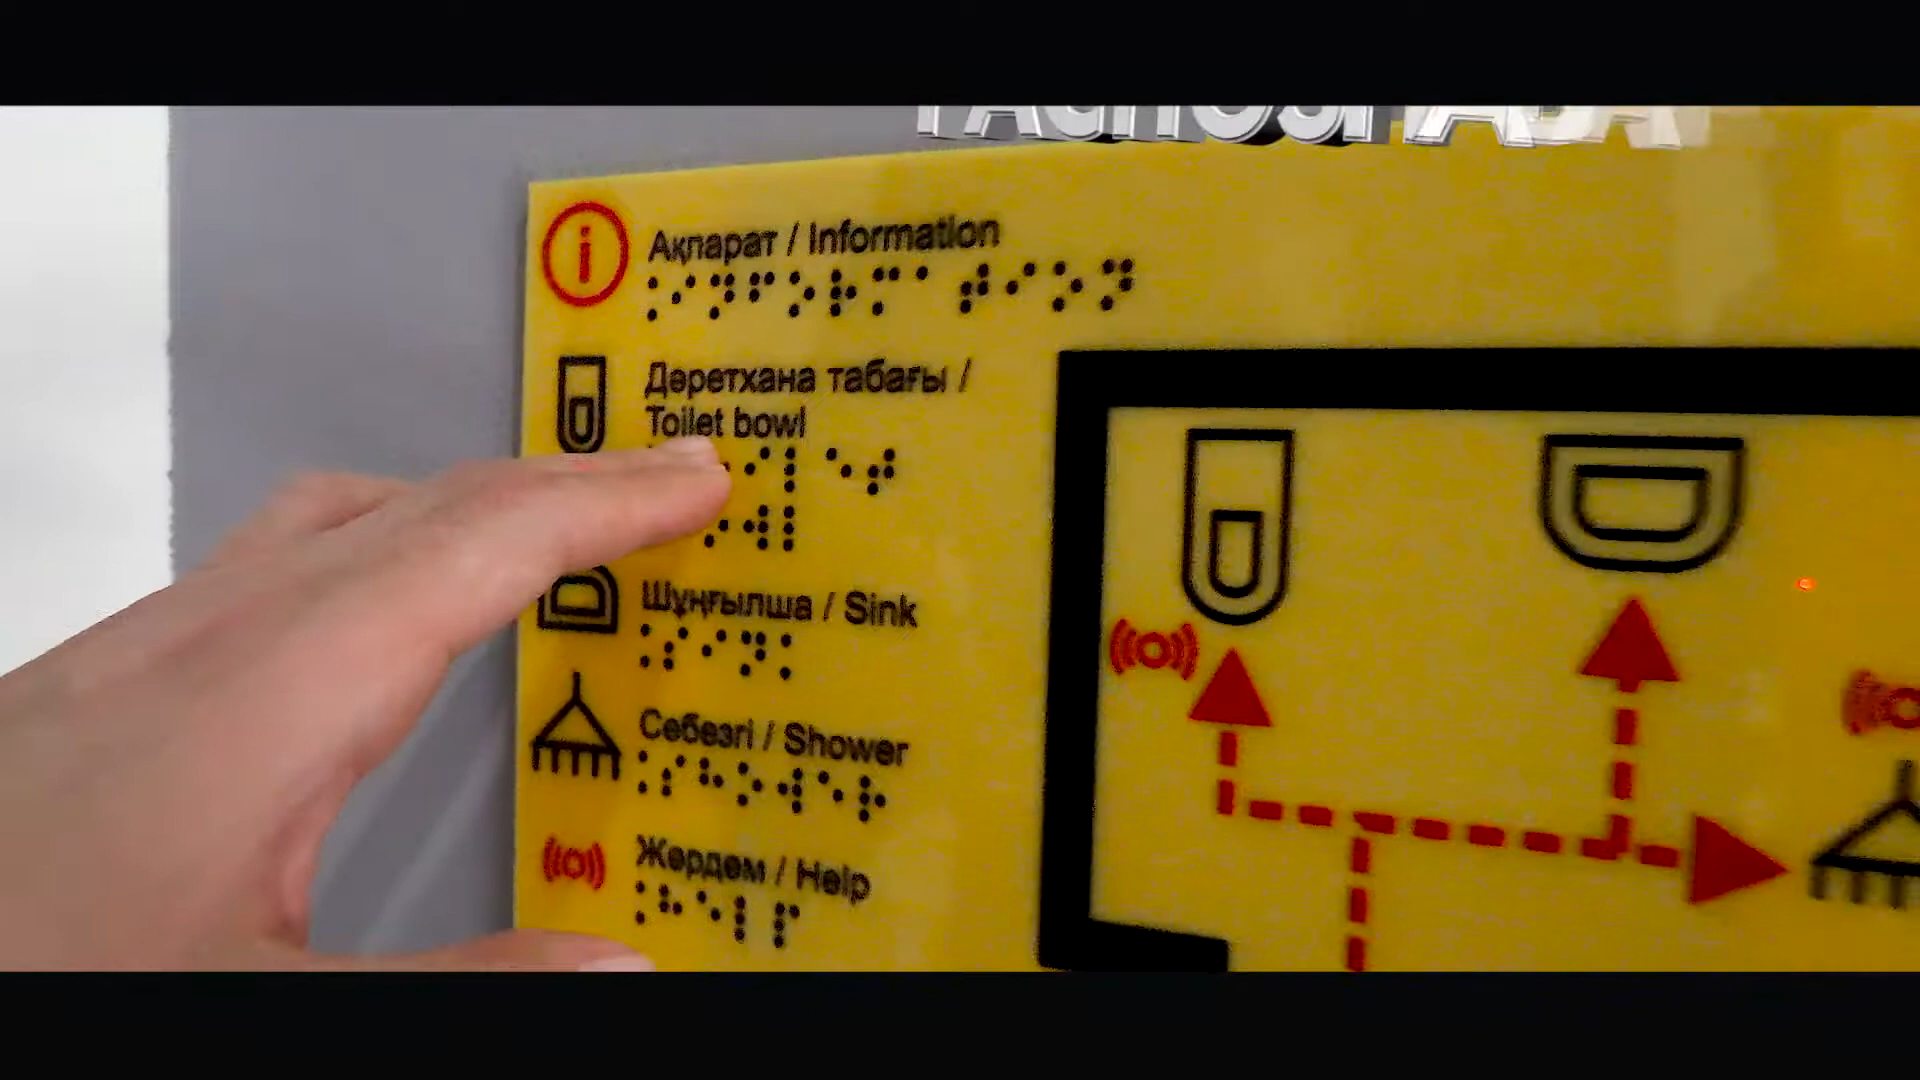 Ақпарат / Information
Дәретхана табағы /
Toilet bowl
Шұңғылша / Sink
Себезгі / Shower
Жәрдем / Help